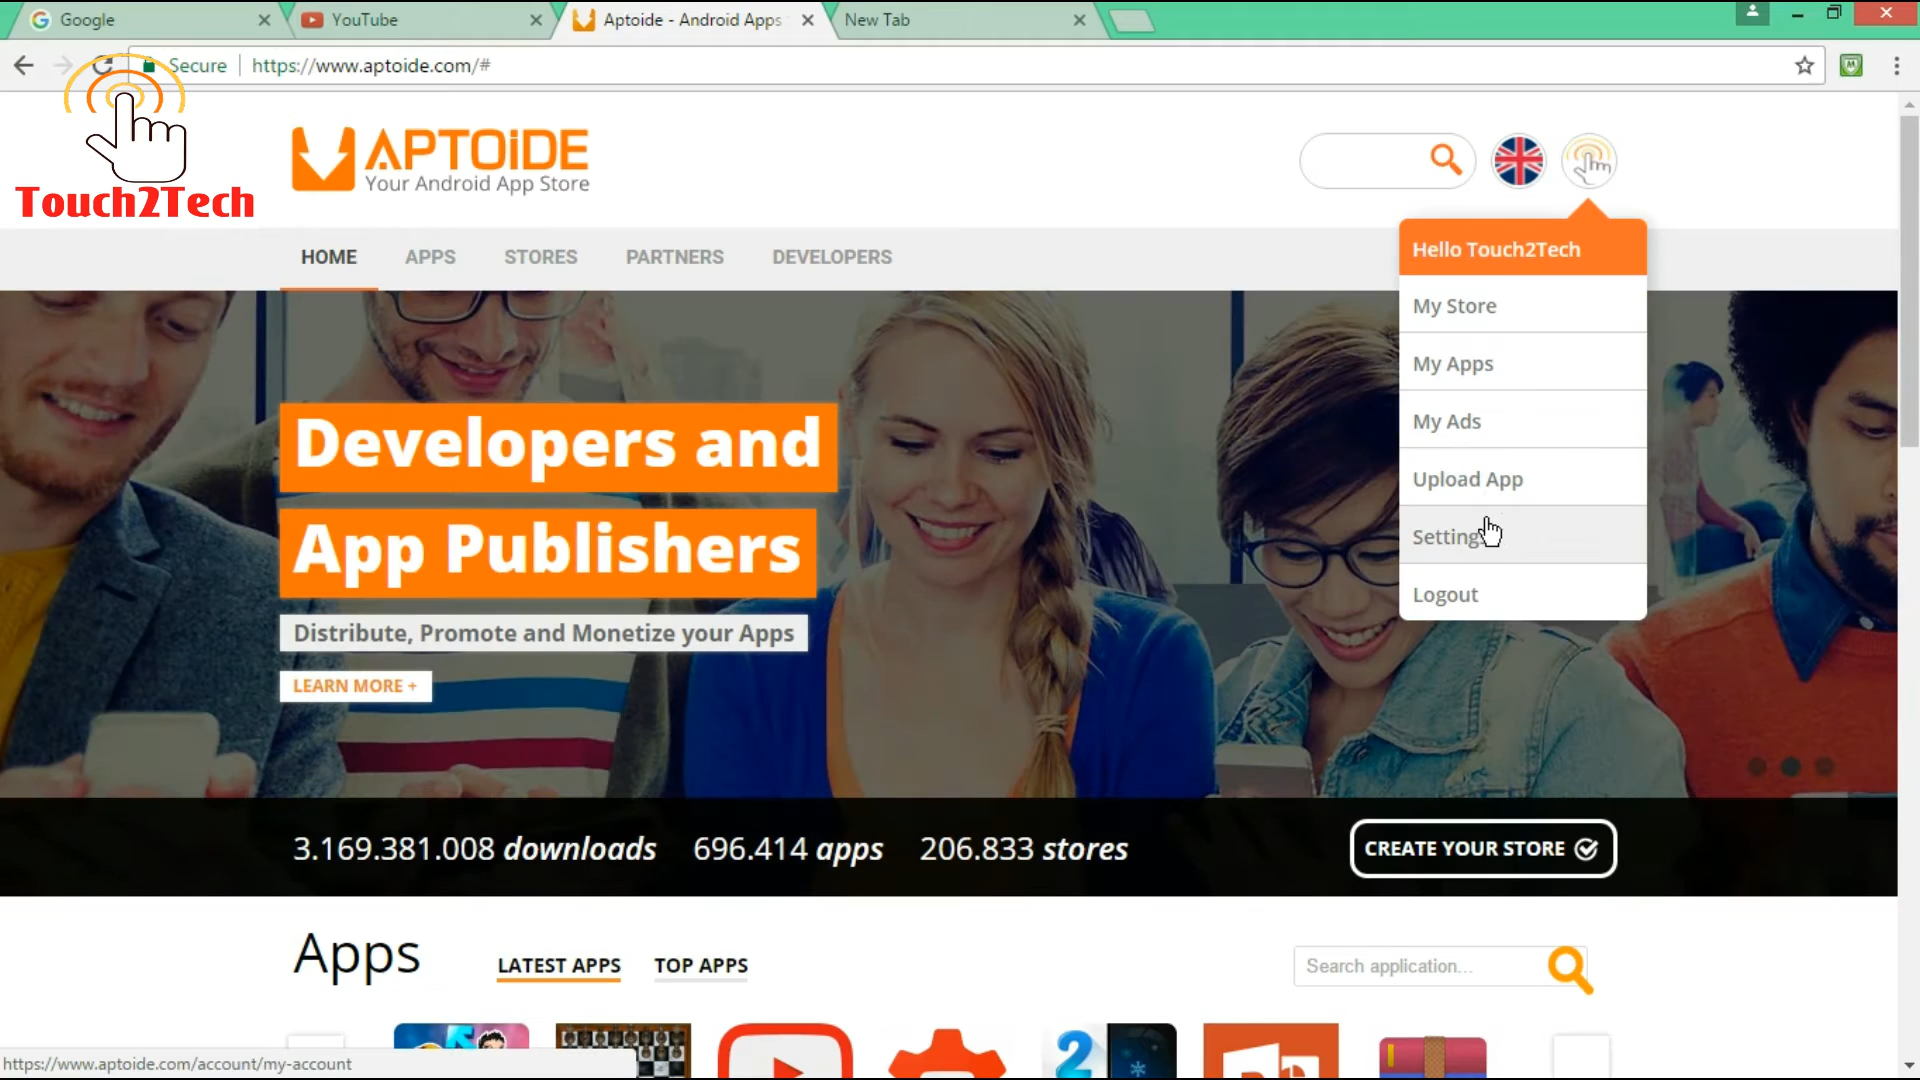 Google
YouTube
Aptoide - Android Apps
New Tab
Secure
https://www.aptoide.com/#
Touch2Tech
APTOiDE
Your Android App Store
HOME
APPS
STORES
PARTNERS
DEVELOPERS
Hello Touch2Tech
My Store
My Apps
My Ads
Upload App
Settings
Logout
Developers and
App Publishers
Distribute, Promote and Monetize your Apps
LEARN MORE +
3.169.381.008 downloads 696.414 apps 206.833 stores
CREATE YOUR STORE
Apps
LATEST APPS
TOP APPS
Search application...
2
https://www.aptoide.com/account/my-account